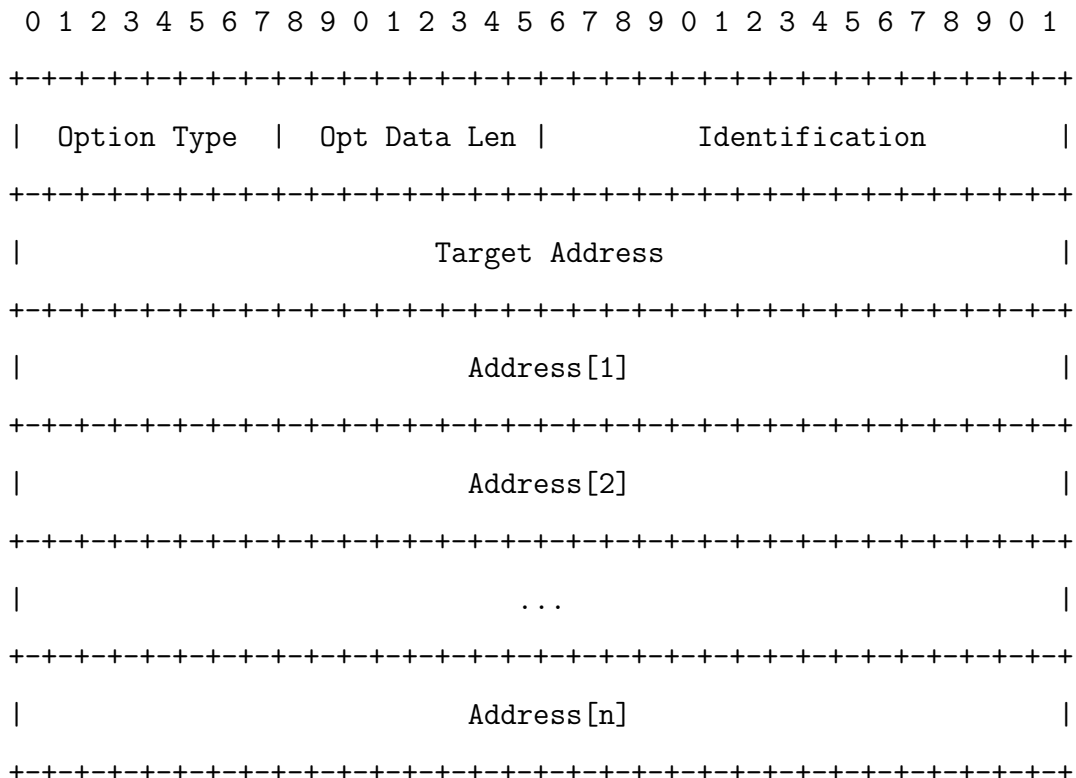 0 1 2 3 4 5 6 7 8 9 0 1 2 3 4 5 6 7 8 9 0 1 2 3 4 5 6 7 8 9 0 1
+-+-+-+-+-+-+-+-+-+-+-+-+-+-+-+-+-+-+-+-+-+-+-+-+-+-+-+-+-+-+-+-+
|  Option Type  |  Opt Data Len |         Identification        |
+-+-+-+-+-+-+-+-+-+-+-+-+-+-+-+-+-+-+-+-+-+-+-+-+-+-+-+-+-+-+-+-+
|                         Target Address                        |
+-+-+-+-+-+-+-+-+-+-+-+-+-+-+-+-+-+-+-+-+-+-+-+-+-+-+-+-+-+-+-+-+
|                           Address[1]                          |
+-+-+-+-+-+-+-+-+-+-+-+-+-+-+-+-+-+-+-+-+-+-+-+-+-+-+-+-+-+-+-+-+
|                           Address[2]                          |
+-+-+-+-+-+-+-+-+-+-+-+-+-+-+-+-+-+-+-+-+-+-+-+-+-+-+-+-+-+-+-+-+
|                              ...                              |
+-+-+-+-+-+-+-+-+-+-+-+-+-+-+-+-+-+-+-+-+-+-+-+-+-+-+-+-+-+-+-+-+
|                           Address[n]                          |
+-+-+-+-+-+-+-+-+-+-+-+-+-+-+-+-+-+-+-+-+-+-+-+-+-+-+-+-+-+-+-+-+